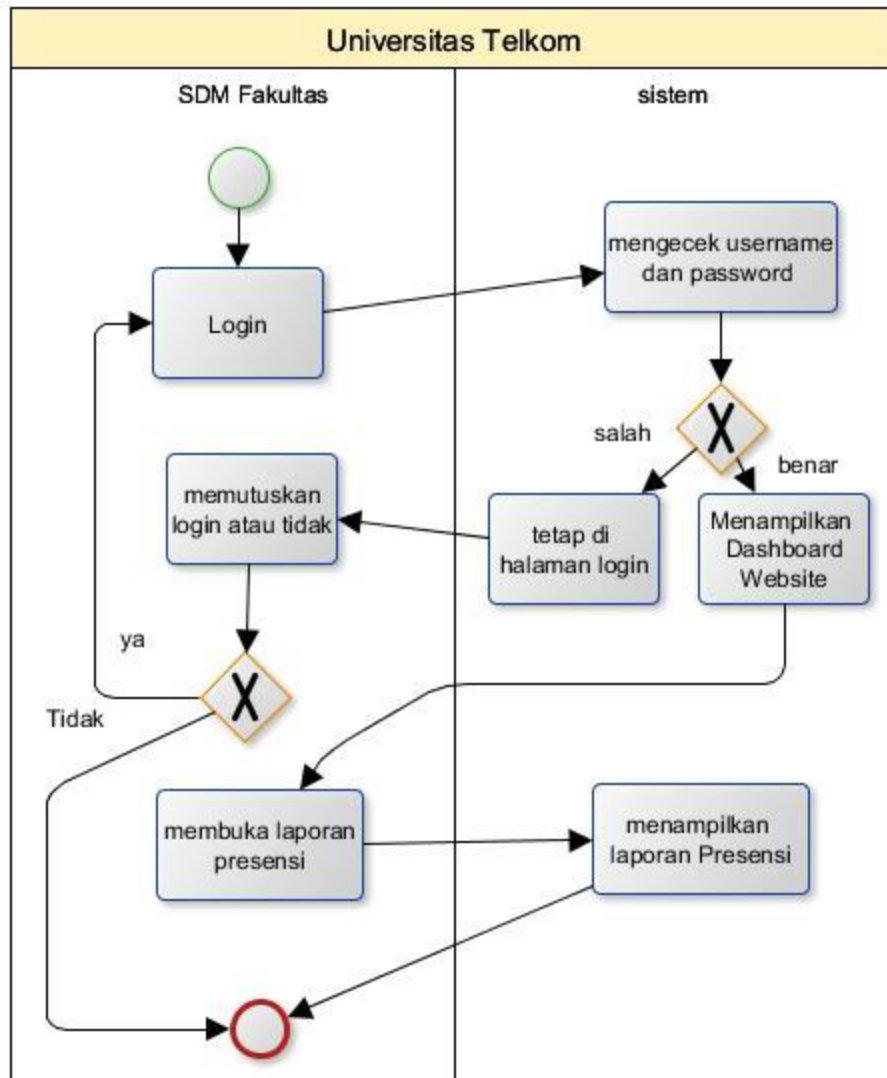 Universitas Telkom
SDM Fakultas
sistem
mengecek username
dan password
Login
salah
benar
memutuskan
login atau tidak
tetap di
halaman login
Menampilkan
Dashboard
Website
ya
Tidak
membuka laporan
presensi
menampilkan
laporan Presensi